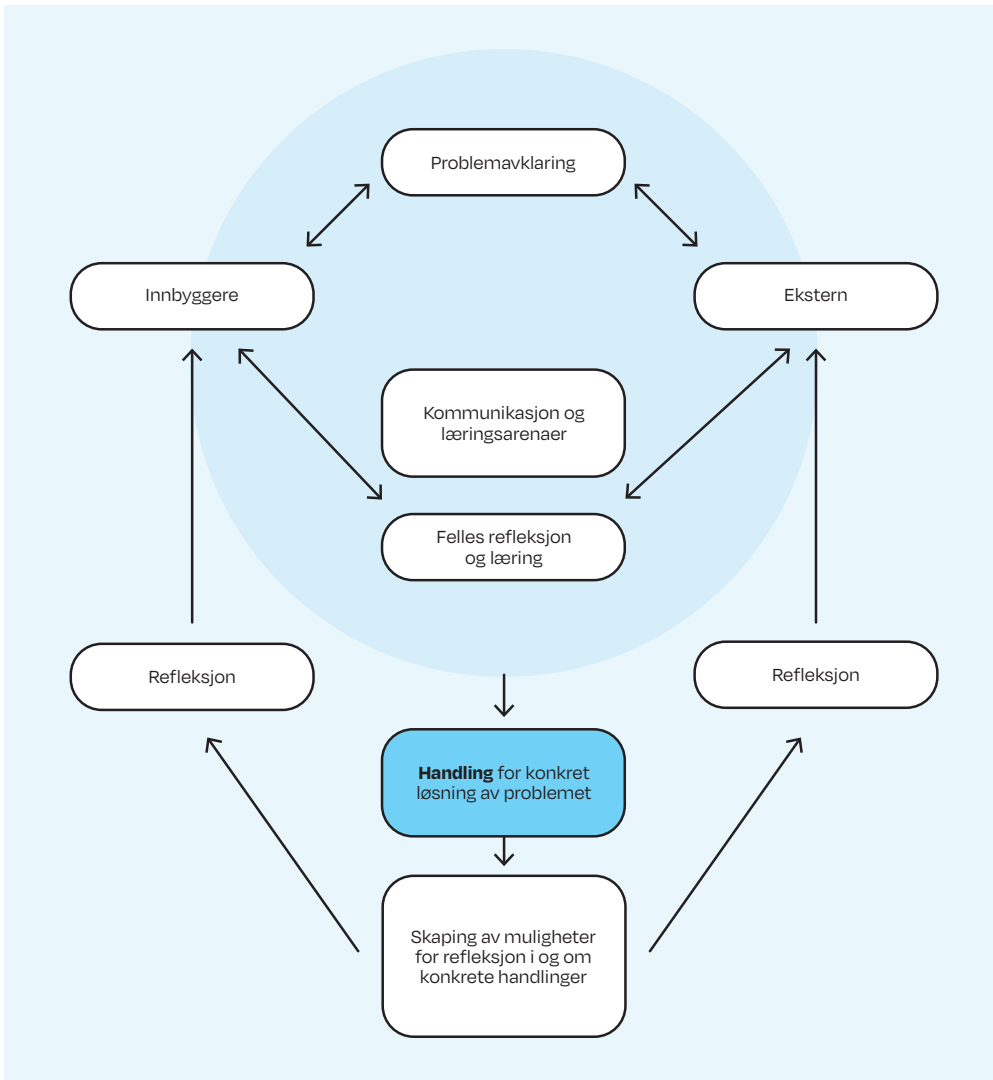 Problemavklaring
Innbyggere
Ekstern
Kommunikasjon og
læringsarenaer
Felles refleksjon
og læring
Refleksjon
Refleksjon
Handling for konkret
løsning av problemet
Skaping av muligheter
for refleksjon i og om
konkrete handlinger